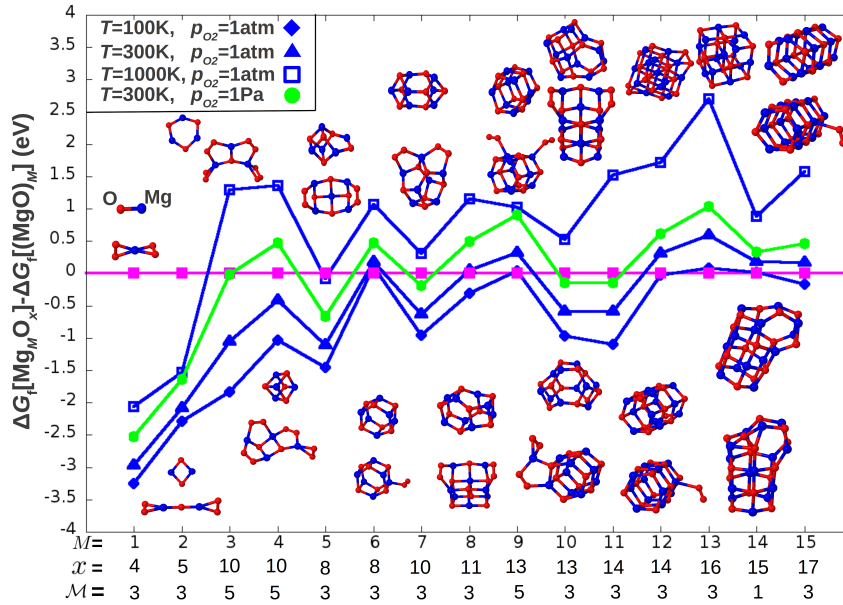 T=100K, pO2=1atm
T=300K, pO2=1atm
T=1000K, pO2=1atm
T=300K, pO2=1Pa
ΔGf[MgMOx]-ΔGf[(MgO)M] (eV)
4
3.5
3
2.5
2
1.5
1
0.5
0
-0.5
-1
-1.5
-2
-2.5
-3
-3.5
-4
O Mg
M= 1 2 3 4 5 6 7 8 9 10 11 12 13 14 15
x= 4 5 10 10 8 8 10 11 13 13 14 14 16 15 17
ℳ= 3 3 5 5 3 3 3 3 5 3 3 3 3 1 3